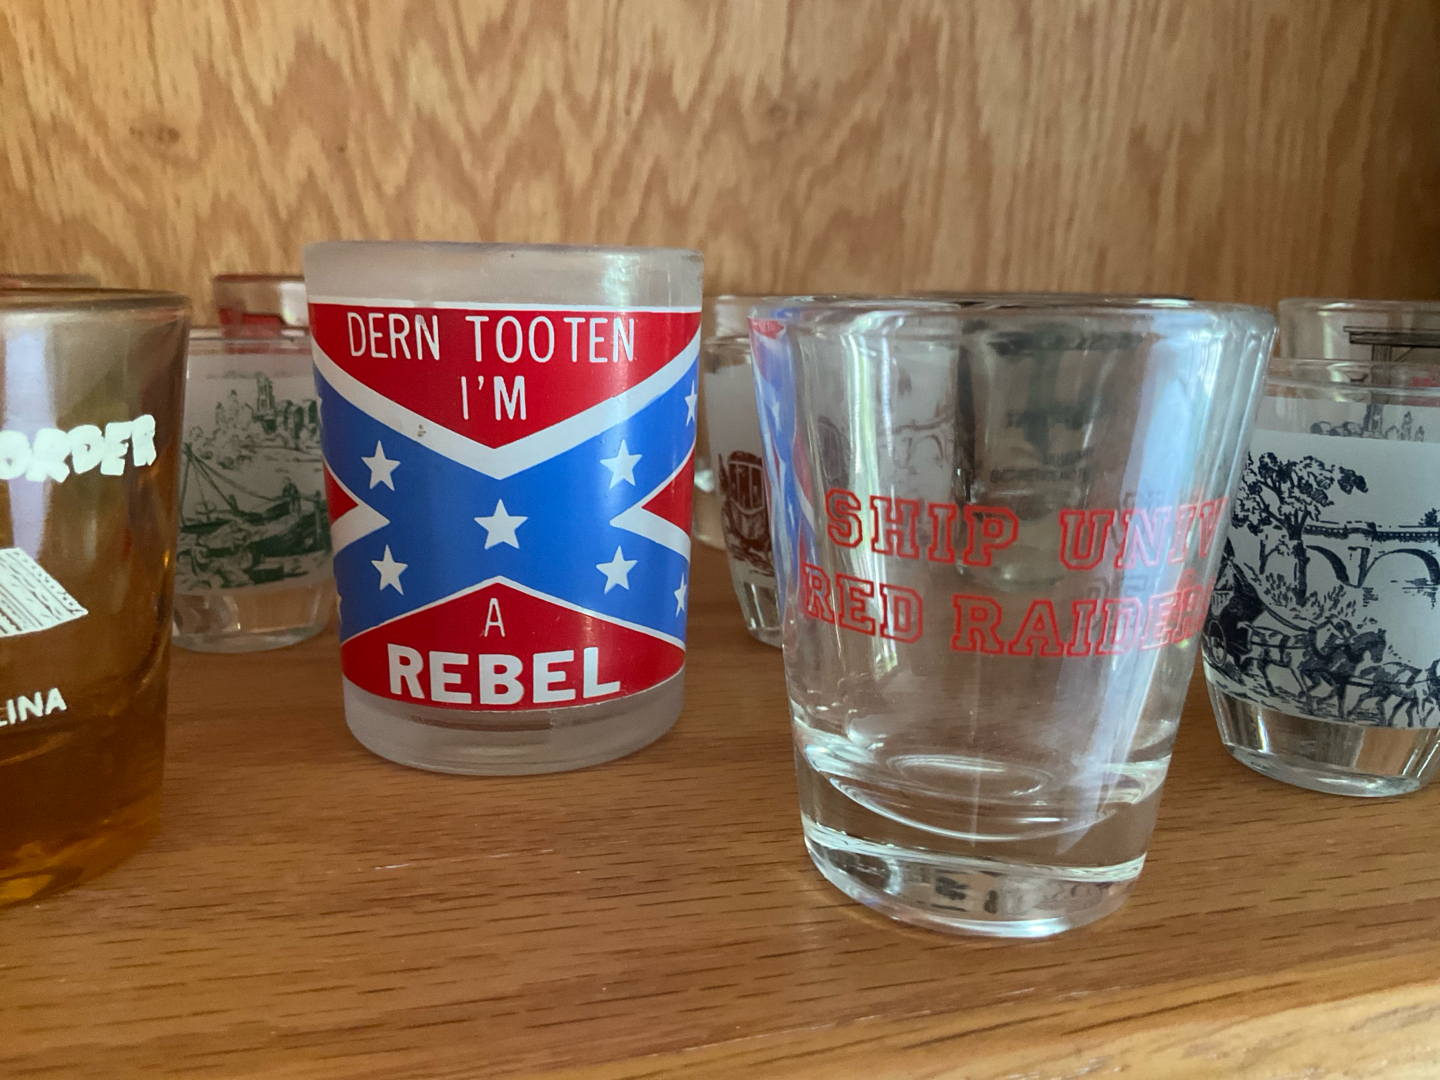 ORDER
LINA
DERN TOOTEN
I'M
A
REBEL
SHIP UNIV
RED RAIDER